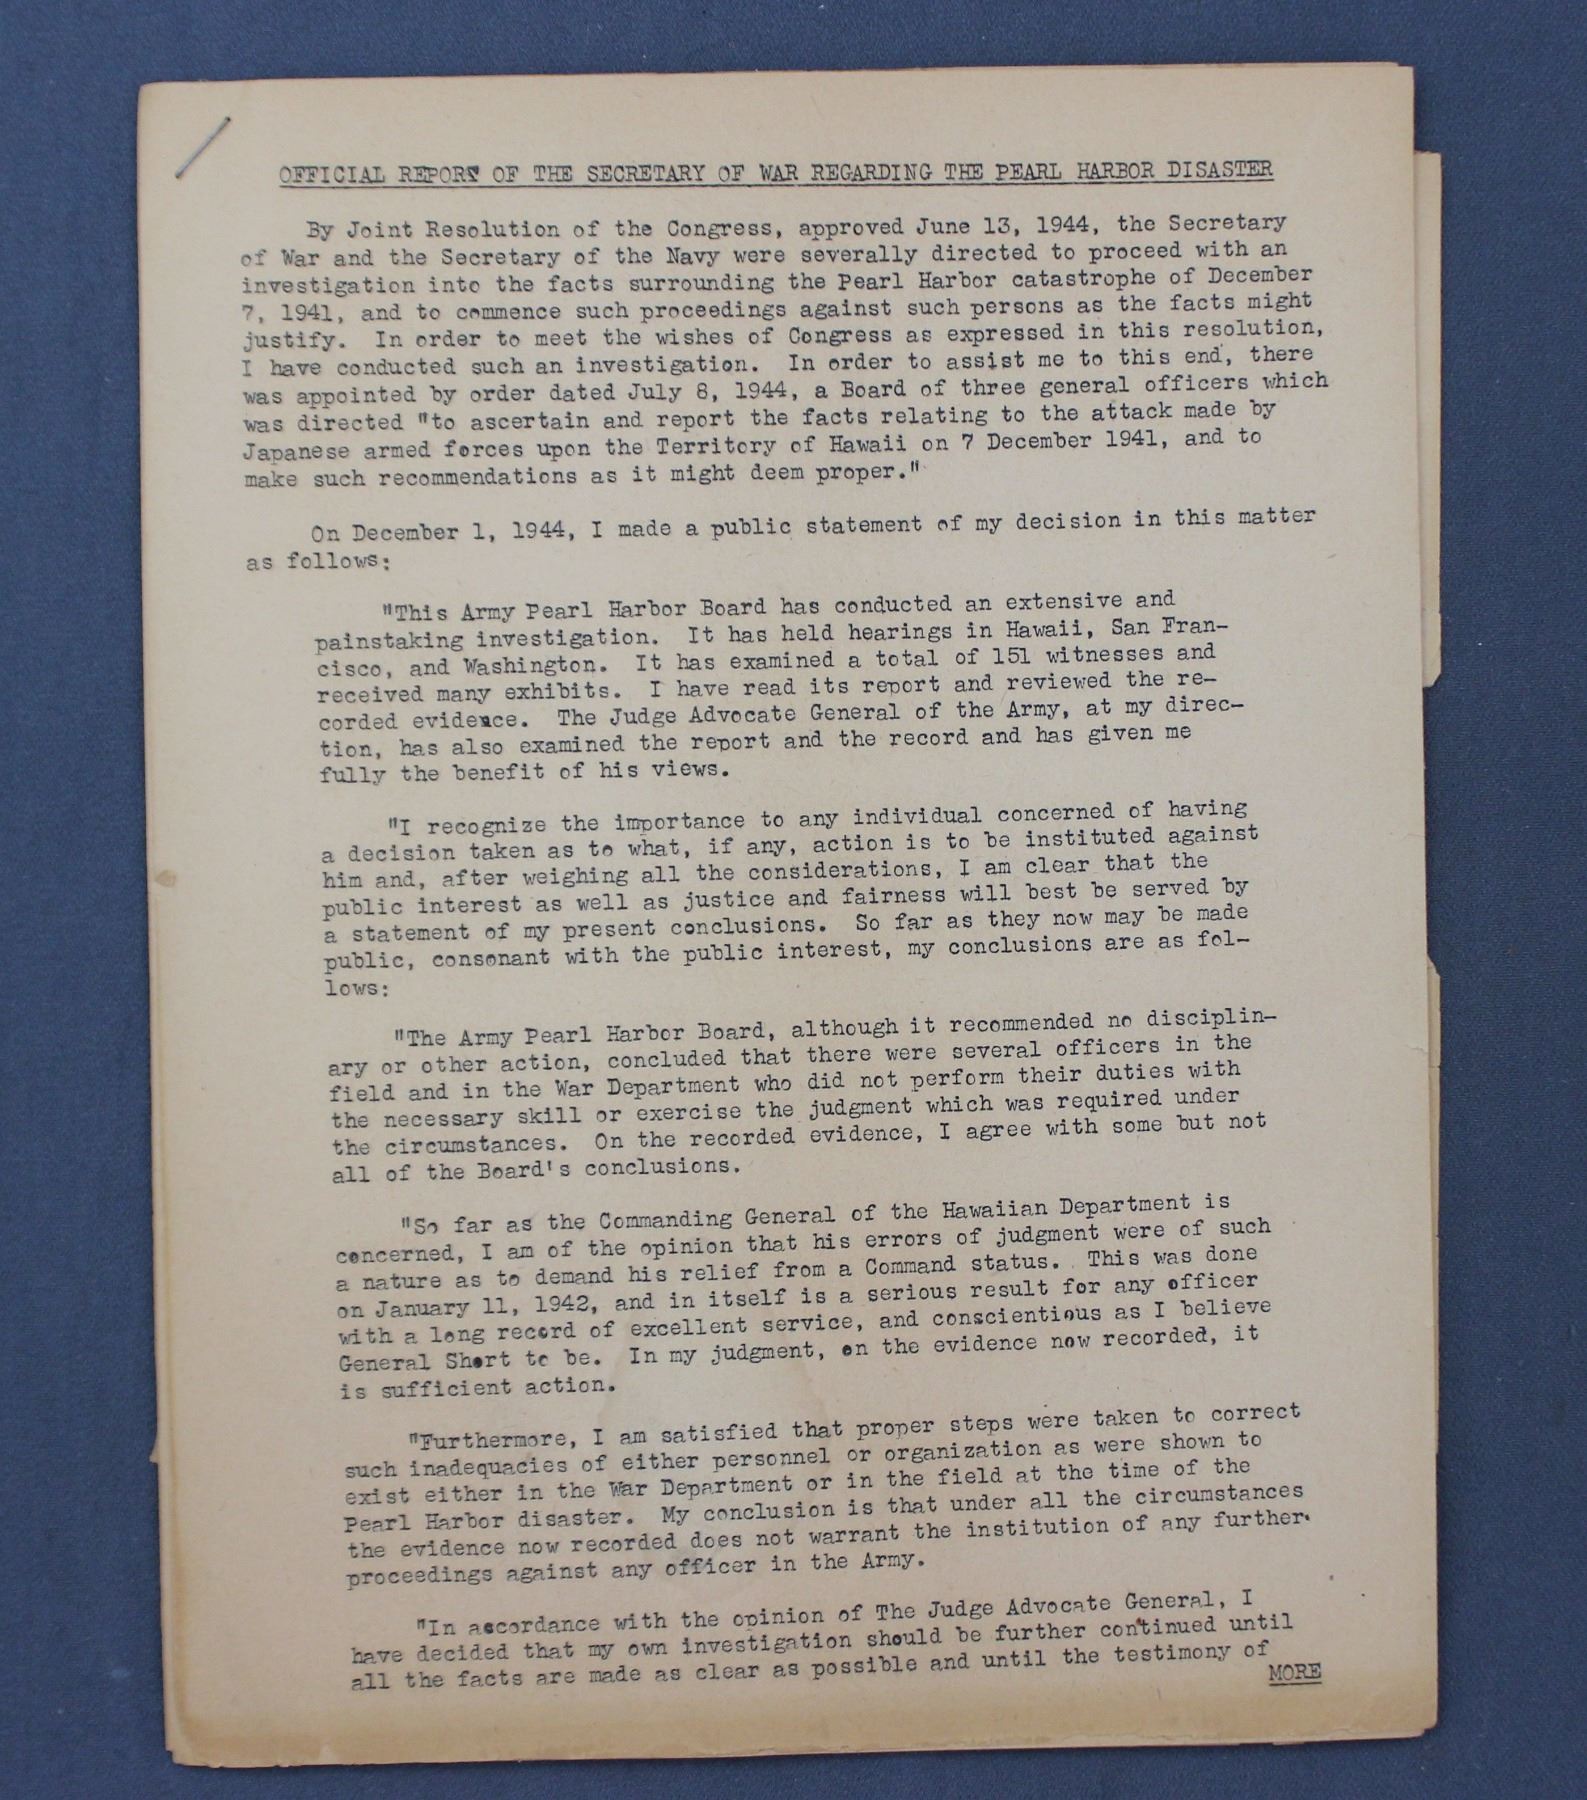 OFFICIAL REPORT OF THE SECRETARY OF WAR REGARDING THE PEARL HARBOR DISASTER
By Joint Resolution of the Congress, approved June 13, 1944, the Secretary
of War and the Secretary of the Navy were severally directed to proceed with an
investigation into the facts surrounding the Pearl Harbor catastrophe of December
7, 1941, and to commence such proceedings against such persons as the facts might
justify. In order to meet the wishes of Congress as expressed in this resolution,
I have conducted such an investigation. In order to assist me to this end, there
was appointed by order dated July 8, 1944, a Board of three general officers which
was directed "to ascertain and report the facts relating to the attack made by
Japanese armed forces upon the Territory of Hawaii on 7 December 1941, and to
make such recommendations as it might deem proper."
On December 1, 1944, I made a public statement of my decision in this matter
as follows:
"This Army Pearl Harbor Board has conducted an extensive and
painstaking investigation. It has held hearings in Hawaii, San Fran-
cisco, and Washington. It has examined a total of 151 witnesses and
received many exhibits. I have read its report and reviewed the re-
corded evidence. The Judge Advocate General of the Army, at my direc-
tion, has also examined the report and the record and has given me
fully the benefit of his views.
"I recognize the importance to any individual concerned of having
a decision taken as to what, if any, action is to be instituted against
him and, after weighing all the considerations, I am clear that the
public interest as well as justice and fairness will best be served by
a statement of my present conclusions. So far as they now may be made
public, consonant with the public interest, my conclusions are as fol-
lows:
"The Army Pearl Harbor Board, although it recommended no disciplin-
ary or other action, concluded that there were several officers in the
field and in the War Department who did not perform their duties with
the necessary skill or exercise the judgment which was required under
the circumstances. On the recorded evidence, I agree with some but not
all of the Board's conclusions.
"So far as the Commanding General of the Hawaiian Department is
concerned, I am of the opinion that his errors of judgment were of such
a nature as to demand his relief from a Command status. This was done
on January 11, 1942, and in itself is a serious result for any officer
with a long record of excellent service, and conscientious as I believe
General Short to be. In my judgment, on the evidence now recorded, it
is sufficient action.
"Furthermore, I am satisfied that proper steps were taken to correct
such inadequacies of either personnel or organization as were shown to
exist either in the War Department or in the field at the time of the
Pearl Harbor disaster. My conclusion is that under all the circumstances
the evidence now recorded does not warrant the institution of any further
proceedings against any officer in the Army.
"In accordance with the opinion of The Judge Advocate General, I
have decided that my own investigation should be further continued until
all the facts are made as clear as possible and until the testimony of
MORE